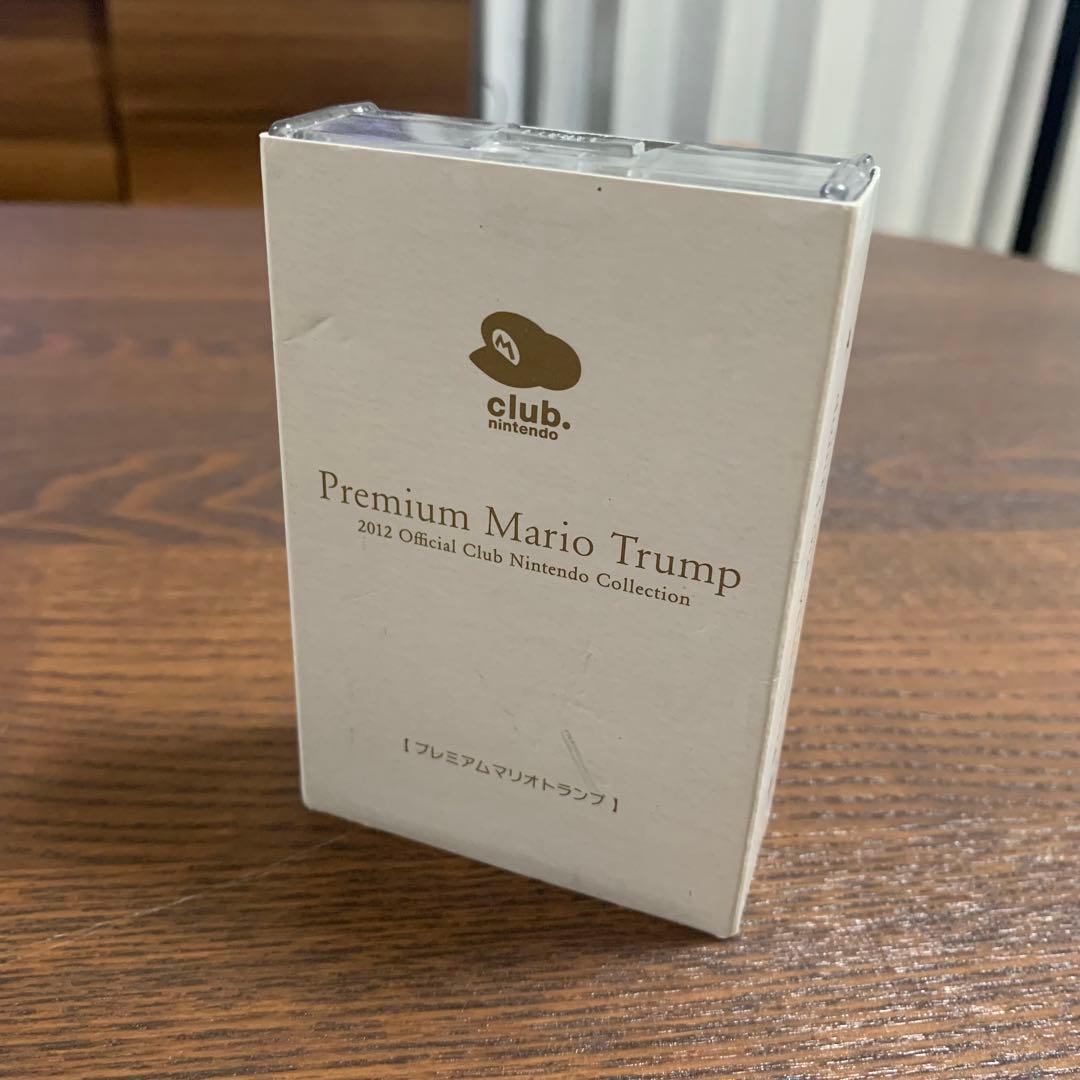 M
club.
nintendo
Premium Mario Trump
2012 Official Club Nintendo Collection
【プレミアムマリオトランプ】